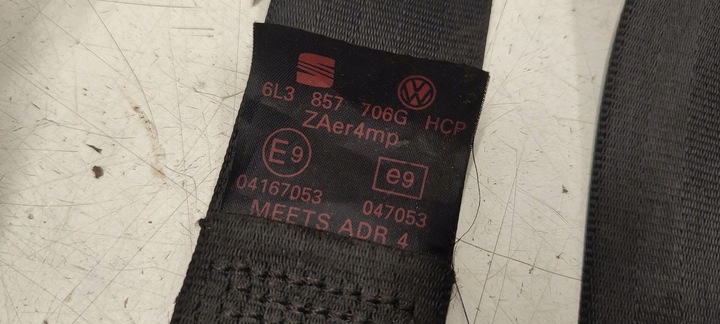 6L3 857 706G HCP
ZAer4mp
E9 e9
04167053 047053
MEETS ADR 4